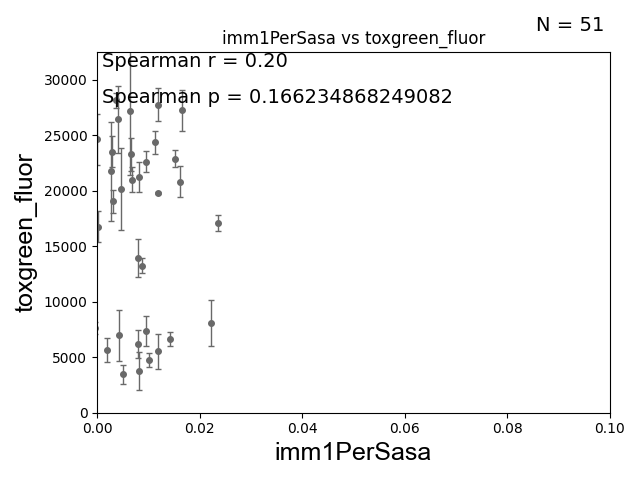 N = 51
imm1PerSasa vs toxgreen_fluor
Spearman r = 0.20
Spearman p = 0.166234868249082
30000
25000
20000
15000
10000
5000
0
toxgreen_fluor
0.00 0.02 0.04 0.06 0.08 0.10
imm1PerSasa